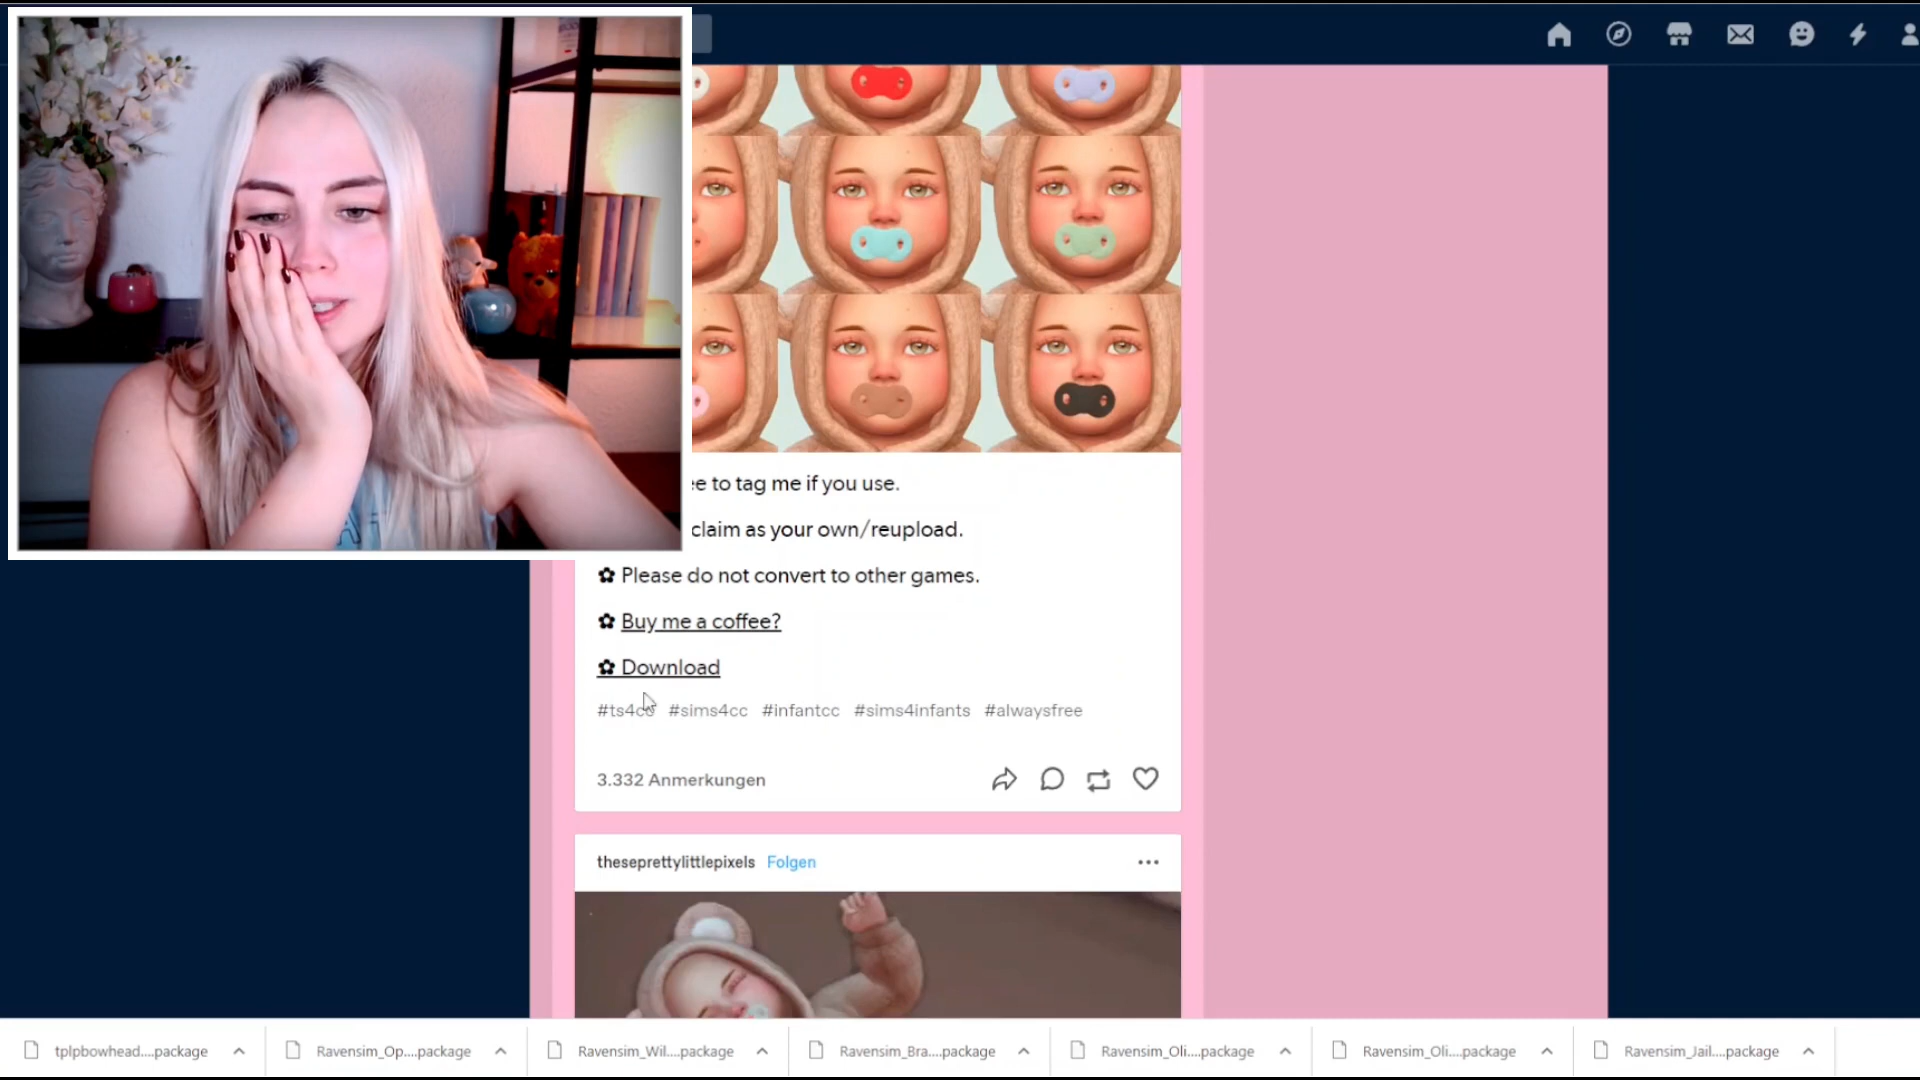 ee to tag me if you use.
claim as your own/reupload.
✿ Please do not convert to other games.
✿ Buy me a coffee?
✿ Download
#ts4cc #sims4cc #infantcc #sims4infants #alwaysfree
3.332 Anmerkungen
theseprettylittlepixels Folgen
tplpbowhead....package Ravensim_Op....package Ravensim_Wil....package Ravensim_Bra....package Ravensim_Oli....package Ravensim_Oli....package Ravensim_Jail....package